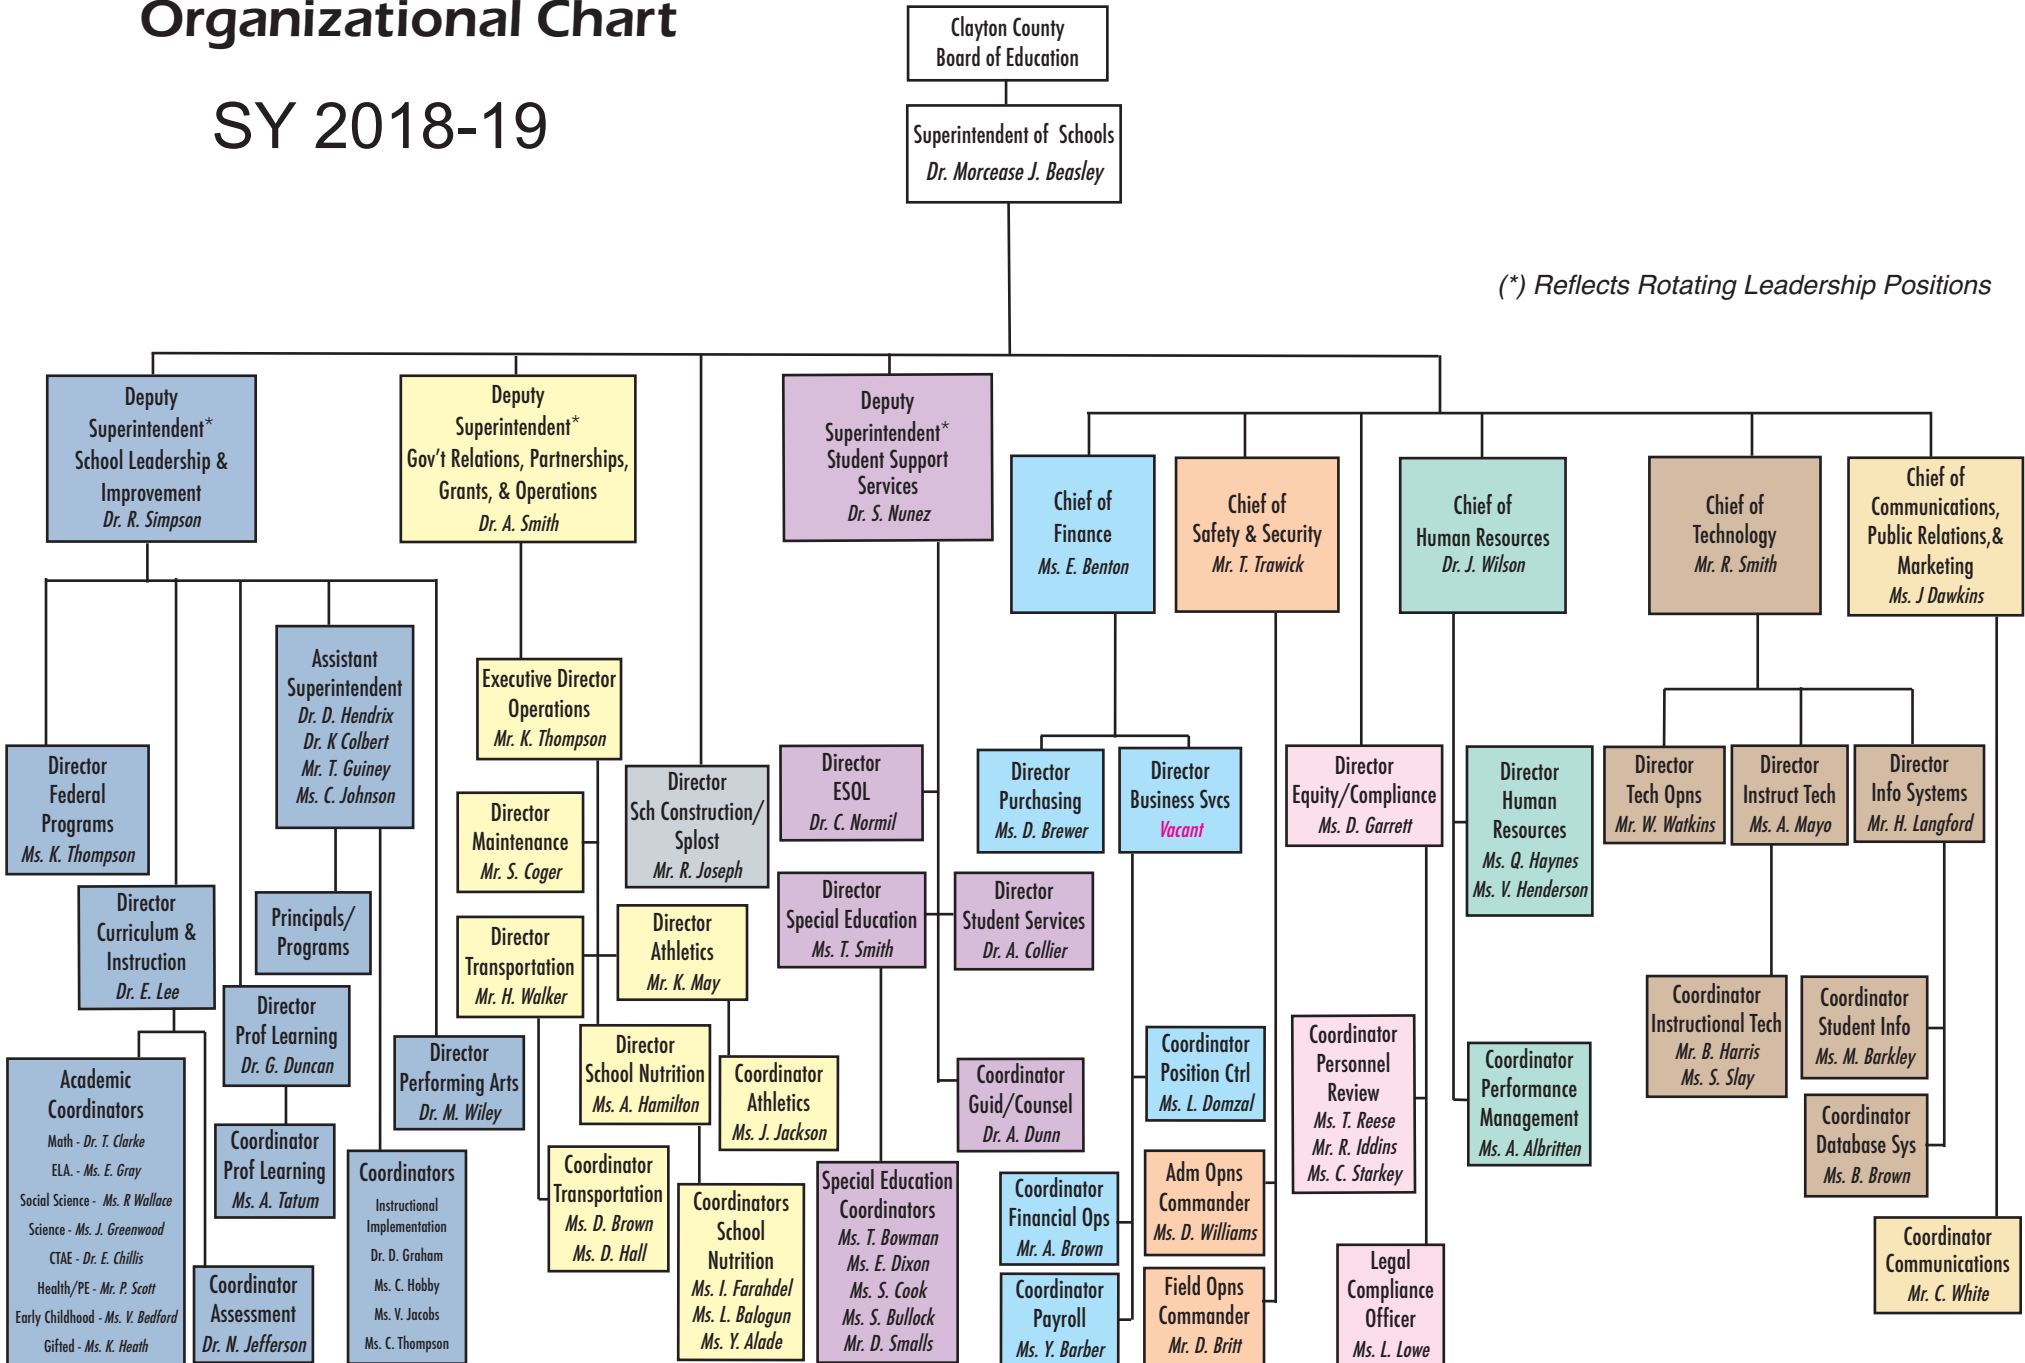 Organizational Chart
SY 2018-19
Clayton County
Board of Education
Superintendent of Schools
Dr. Morcease J. Beasley
(*) Reflects Rotating Leadership Positions
Deputy
Superintendent*
School Leadership &
Improvement
Dr. R. Simpson
Deputy
Superintendent*
Gov't Relations, Partnerships,
Grants, & Operations
Dr. A. Smith
Deputy
Superintendent*
Student Support
Services
Dr. S. Nunez
Chief of
Finance
Ms. E. Benton
Chief of
Safety & Security
Mr. T. Trawick
Chief of
Human Resources
Dr. J. Wilson
Chief of
Technology
Mr. R. Smith
Chief of
Communications,
Public Relations,&
Marketing
Ms. J Dawkins
Assistant
Superintendent
Dr. D. Hendrix
Dr. K Colbert
Mr. T. Guiney
Ms. C. Johnson
Executive Director
Operations
Mr. K. Thompson
Director
Federal
Programs
Ms. K. Thompson
Director
Maintenance
Mr. S. Coger
Director
Sch Construction/
Splost
Mr. R. Joseph
Director
ESOL
Dr. C. Normil
Director
Purchasing
Ms. D. Brewer
Director
Business Svcs
Vacant
Director
Equity/Compliance
Ms. D. Garrett
Director
Human
Resources
Ms. Q. Haynes
Ms. V. Henderson
Director
Tech Opns
Mr. W. Watkins
Director
Instruct Tech
Ms. A. Mayo
Director
Info Systems
Mr. H. Langford
Director
Curriculum &
Instruction
Dr. E. Lee
Principals/
Programs
Director
Transportation
Mr. H. Walker
Director
Athletics
Mr. K. May
Director
Special Education
Ms. T. Smith
Director
Student Services
Dr. A. Collier
Director
Prof Learning
Dr. G. Duncan
Director
Performing Arts
Dr. M. Wiley
Director
School Nutrition
Ms. A. Hamilton
Coordinator
Athletics
Ms. J. Jackson
Coordinator
Guid/Counsel
Dr. A. Dunn
Coordinator
Position Ctrl
Ms. L. Domzal
Coordinator
Personnel
Review
Ms. T. Reese
Mr. R. Iddins
Ms. C. Starkey
Coordinator
Performance
Management
Ms. A. Albritten
Coordinator
Instructional Tech
Mr. B. Harris
Ms. S. Slay
Coordinator
Student Info
Ms. M. Barkley
Coordinator
Database Sys
Ms. B. Brown
Academic
Coordinators
Math - Dr. T. Clarke
ELA. - Ms. E. Gray
Social Science - Ms. R Wallace
Science - Ms. J. Greenwood
CTAE - Dr. E. Chillis
Health/PE - Mr. P. Scott
Early Childhood - Ms. V. Bedford
Gifted - Ms. K. Heath
Coordinator
Prof Learning
Ms. A. Tatum
Coordinator
Assessment
Dr. N. Jefferson
Coordinators
Instructional
Implementation
Dr. D. Graham
Ms. C. Hobby
Ms. V. Jacobs
Ms. C. Thompson
Coordinator
Transportation
Ms. D. Brown
Ms. D. Hall
Coordinators
School
Nutrition
Ms. I. Farahdel
Ms. L. Balogun
Ms. Y. Alade
Special Education
Coordinators
Ms. T. Bowman
Ms. E. Dixon
Ms. S. Cook
Ms. S. Bullock
Mr. D. Smalls
Coordinator
Financial Ops
Mr. A. Brown
Coordinator
Payroll
Ms. Y. Barber
Adm Opns
Commander
Ms. D. Williams
Field Opns
Commander
Mr. D. Britt
Legal
Compliance
Officer
Ms. L. Lowe
Coordinator
Communications
Mr. C. White